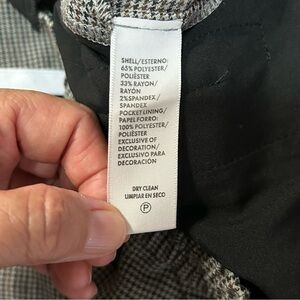 SHELL/ESTERNO:
65% POLYESTER/
POLIÉSTER
33% RAYON/
RAYÓN
2% SPANDEX/
SPANDEX
POCKET LINING/
PAPEL FORRO:
100% POLYESTER/
POLIÉSTER
EXCLUSIVE OF
DECORATION/
EXCLUSIVO PARA
DECORACIÓN
DRY CLEAN
LIMPIAR EN SECO
P